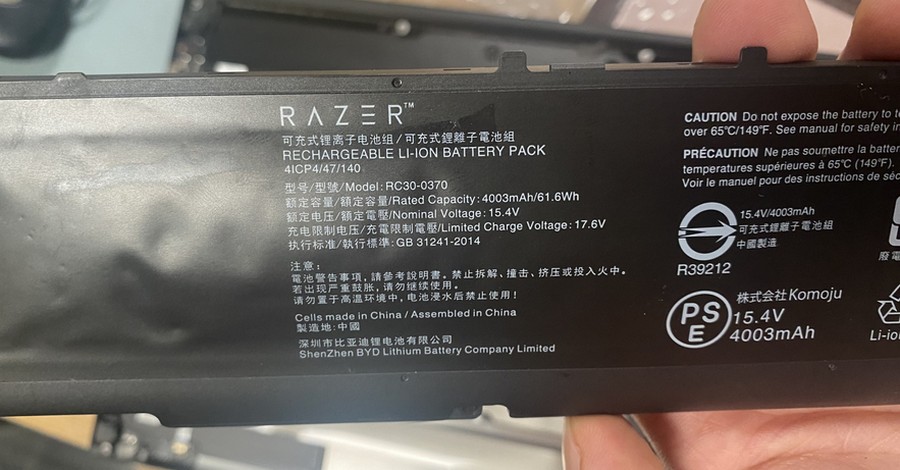 RAZER™
可充式锂离子电池组/可充式鋰離子電池組
RECHARGEABLE LI-ION BATTERY PACK
4ICP4/47/140
型号/型號/Model: RC30-0370
额定容量/額定容量/Rated Capacity: 4003mAh/61.6Wh
额定电压/額定電壓/Nominal Voltage: 15.4V
充电限制电压/充電限制電壓/Limited Charge Voltage: 17.6V
执行标准/執行標準: GB 31241-2014
注意:
電池警告事項, 請參考說明書. 禁止拆解、撞击、挤压或投入火中。
若出现严重鼓胀, 请勿继续使用。
请勿置于高温环境中, 电池浸水后禁止使用!
Cells made in China / Assembled in China
製造地: 中國
深圳市比亚迪锂电池有限公司
ShenZhen BYD Lithium Battery Company Limited
CAUTION Do not expose the battery to
over 65°C/149°F. See manual for safety
PRÉCAUTION Ne pas soumettre la
températures supérieures à 65°C (149°F).
Voir le manuel pour des instructions de
15.4V/4003mAh
可充式鋰離子電池組
中國製造
R39212
PS
E
株式会社Komoju
15.4V
4003mAh
廢